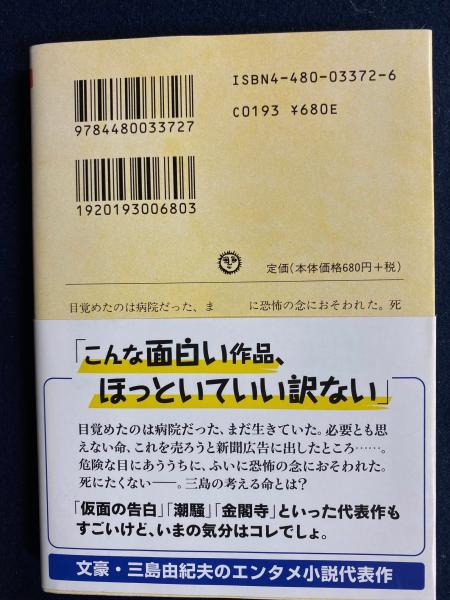 ISBN4-480-03372-6
9784480033727
C0193 ¥680E
1920193006803
定価(本体価格680円+税)
目覚めたのは病院だった、ま に恐怖の念におそわれた。死
「こんな面白い作品、
ほっといていい訳ない」
目覚めたのは病院だった、まだ生きていた。必要とも思
えない命、これを売ろうと新聞広告に出したところ……。
危険な目にあううちに、ふいに恐怖の念におそわれた。
死にたくない――。三島の考える命とは?
「仮面の告白」「潮騒」「金閣寺」といった代表作も
すごいけど、いまの気分はコレでしょ。
文豪・三島由紀夫のエンタメ小説代表作